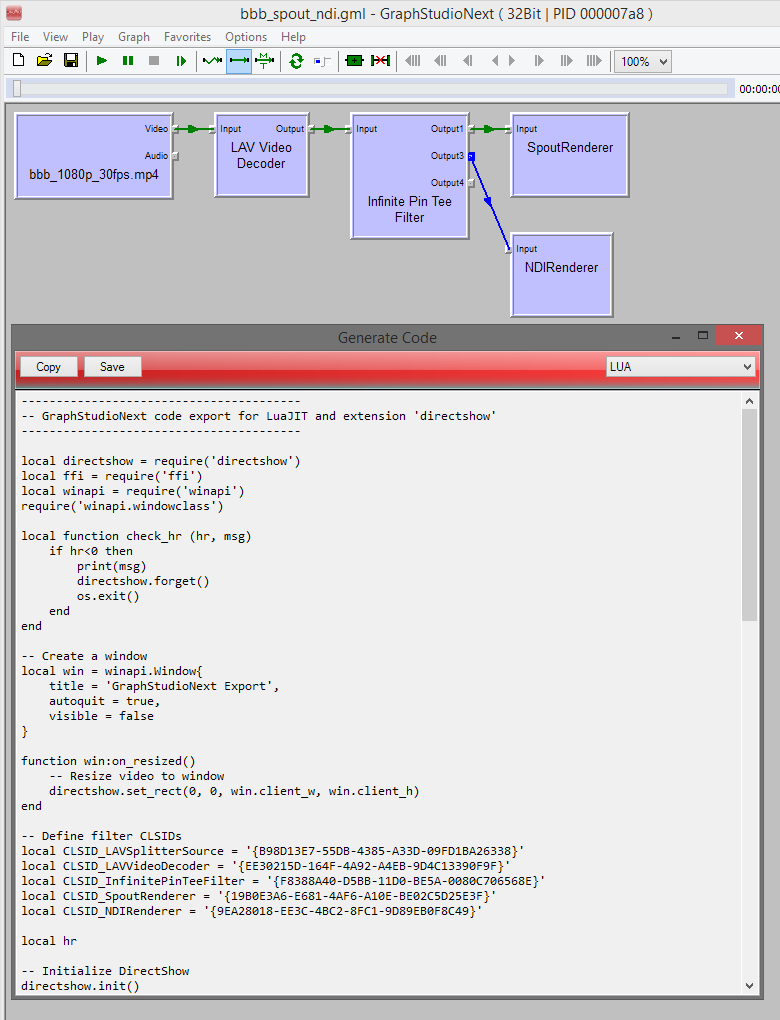 bbb_spout_ndi.gml - GraphStudioNext ( 32Bit | PID 000007a8 )
File View Play Graph Favorites Options Help
100%
00:00:0
Video
Audio
bbb_1080p_30fps.mp4
Input Output
LAV Video
Decoder
Input Output1
Output3
Output4
Infinite Pin Tee
Filter
Input
SpoutRenderer
Input
NDIRenderer
Generate Code
Copy Save LUA
----------------------------------------
-- GraphStudioNext code export for LuaJIT and extension 'directshow'
----------------------------------------
local directshow = require('directshow')
local ffi = require('ffi')
local winapi = require('winapi')
require('winapi.windowclass')
local function check_hr (hr, msg)
    if hr<0 then
        print(msg)
        directshow.forget()
        os.exit()
    end
end
-- Create a window
local win = winapi.Window{
    title = 'GraphStudioNext Export',
    autoquit = true,
    visible = false
}
function win:on_resized()
    -- Resize video to window
    directshow.set_rect(0, 0, win.client_w, win.client_h)
end
-- Define filter CLSIDs
local CLSID_LAVSplitterSource = '{B98D13E7-55DB-4385-A33D-09FD1BA26338}'
local CLSID_LAVVideoDecoder = '{EE30215D-164F-4A92-A4EB-9D4C13390F9F}'
local CLSID_InfinitePinTeeFilter = '{F8388A40-D5BB-11D0-BE5A-0080C706568E}'
local CLSID_SpoutRenderer = '{19B0E3A6-E681-4AF6-A10E-BE02C5D25E3F}'
local CLSID_NDIRenderer = '{9EA28018-EE3C-4BC2-8FC1-9D89EB0F8C49}'
local hr
-- Initialize DirectShow
directshow.init()